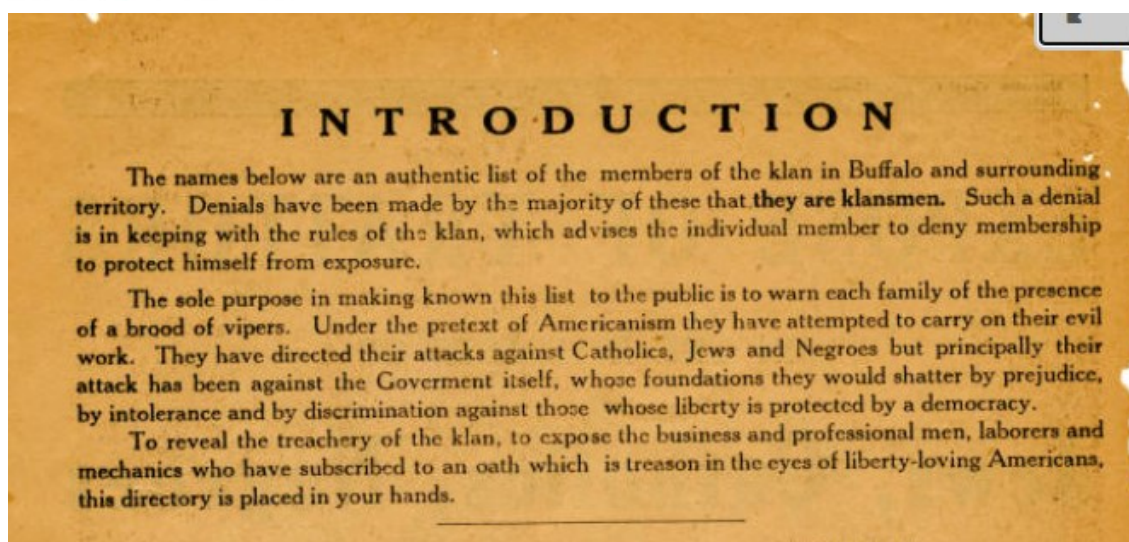 INTRODUCTION
The names below are an authentic list of the members of the klan in Buffalo and surrounding
territory. Denials have been made by the majority of these that they are klansmen. Such a denial
is in keeping with the rules of the klan, which advises the individual member to deny membership
to protect himself from exposure.
The sole purpose in making known this list to the public is to warn each family of the presence
of a brood of vipers. Under the pretext of Americanism they have attempted to carry on their evil
work. They have directed their attacks against Catholics, Jews and Negroes but principally their
attack has been against the Goverment itself, whose foundations they would shatter by prejudice,
by intolerance and by discrimination against those whose liberty is protected by a democracy.
To reveal the treachery of the klan, to expose the business and professional men, laborers and
mechanics who have subscribed to an oath which is treason in the eyes of liberty-loving Americans,
this directory is placed in your hands.